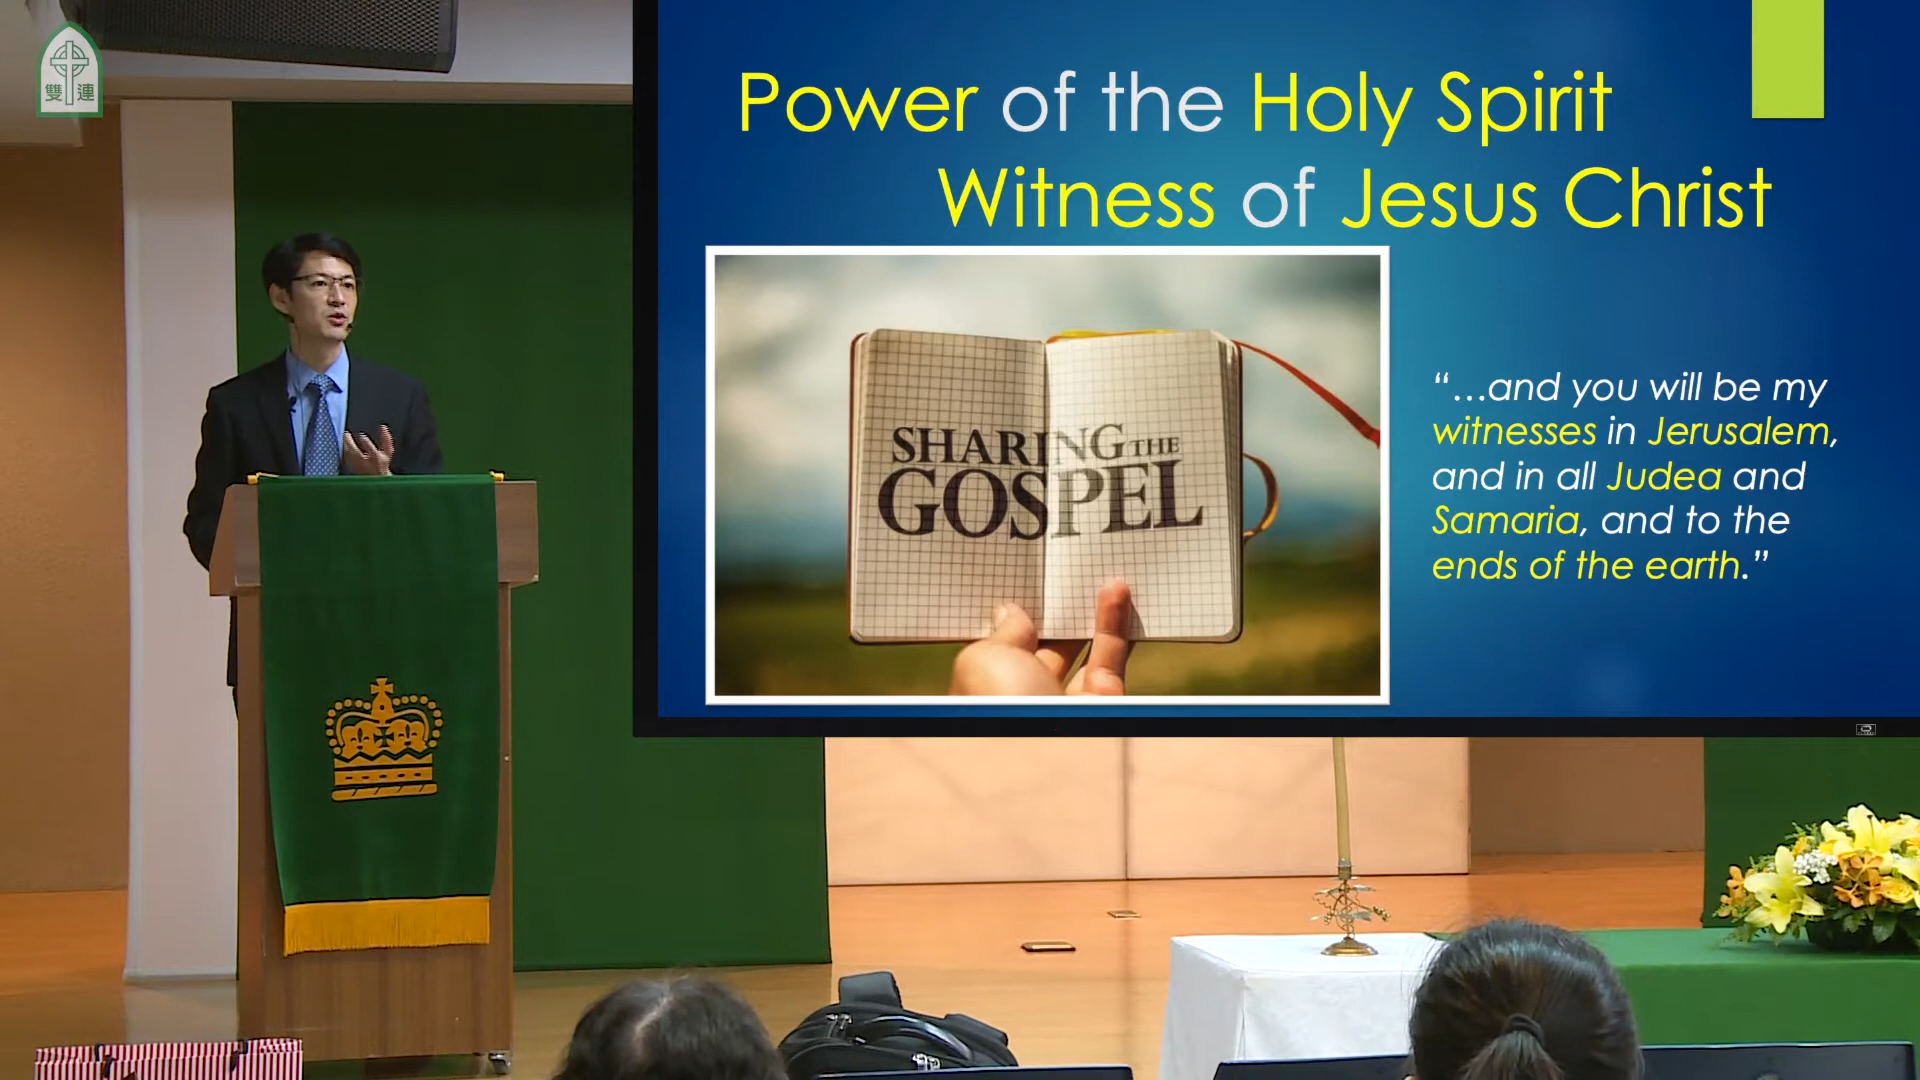 雙連
Power of the Holy Spirit
Witness of Jesus Christ
SHARING THE
GOSPEL
“…and you will be my
witnesses in Jerusalem,
and in all Judea and
Samaria, and to the
ends of the earth.”